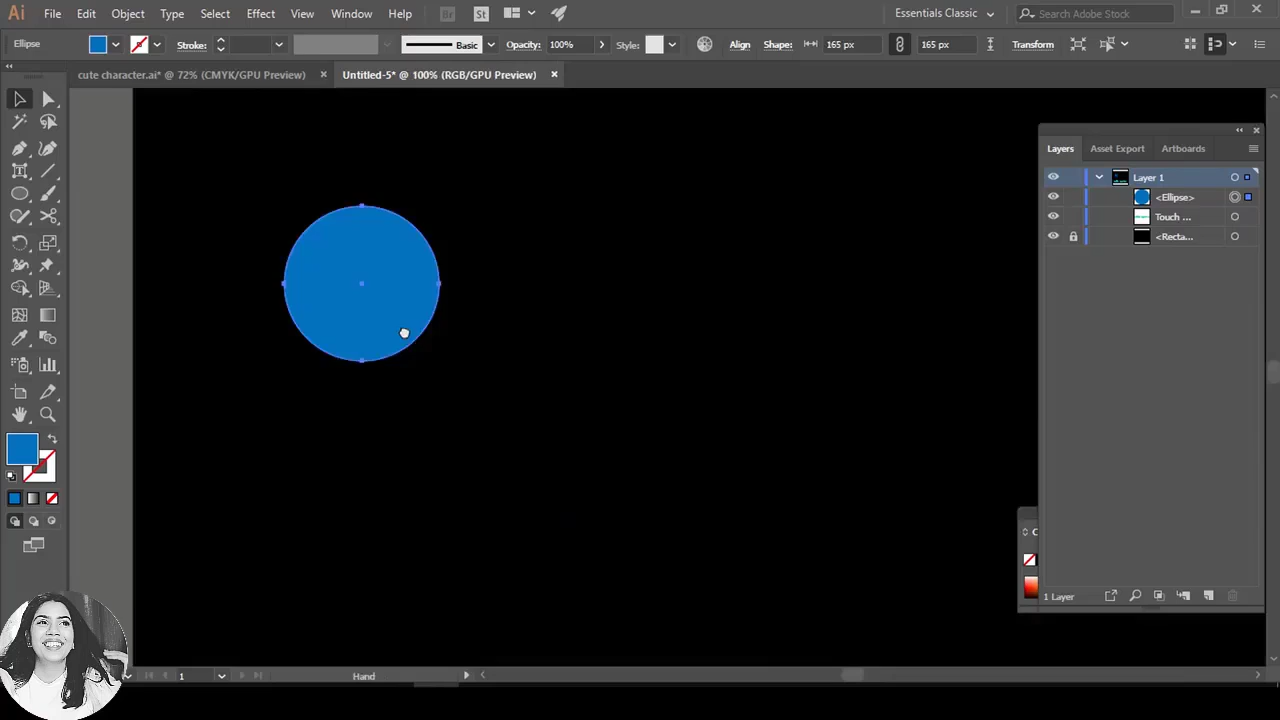 Ai File Edit Object Type Select Effect View Window Help Br St Essentials Classic Search Adobe Stock
Ellipse Stroke: Basic Opacity: 100% Style: Align Shape: 165 px 165 px Transform
cute character.ai* @ 72% (CMYK/GPU Preview) Untitled-5* @ 100% (RGB/GPU Preview)
Layers Asset Export Artboards
Layer 1
<Ellipse>
Touch ...
<Recta...
C
1 Layer
1 Hand